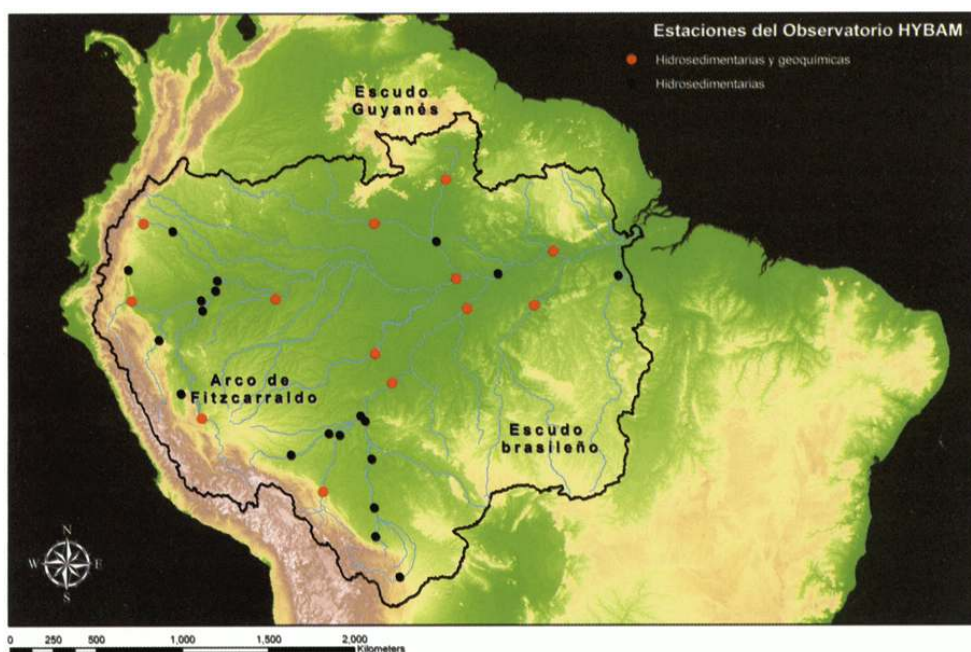 Estaciones del Observatorio HYBAM
Hidrosedimentarias y geoquímicas
Hidrosedimentarias
Escudo
Guyanés
Arco de
Fitzcarraldo
Escudo
brasileño
N
W E
S
0 250 500 1,000 1,500 2,000
Kilometers